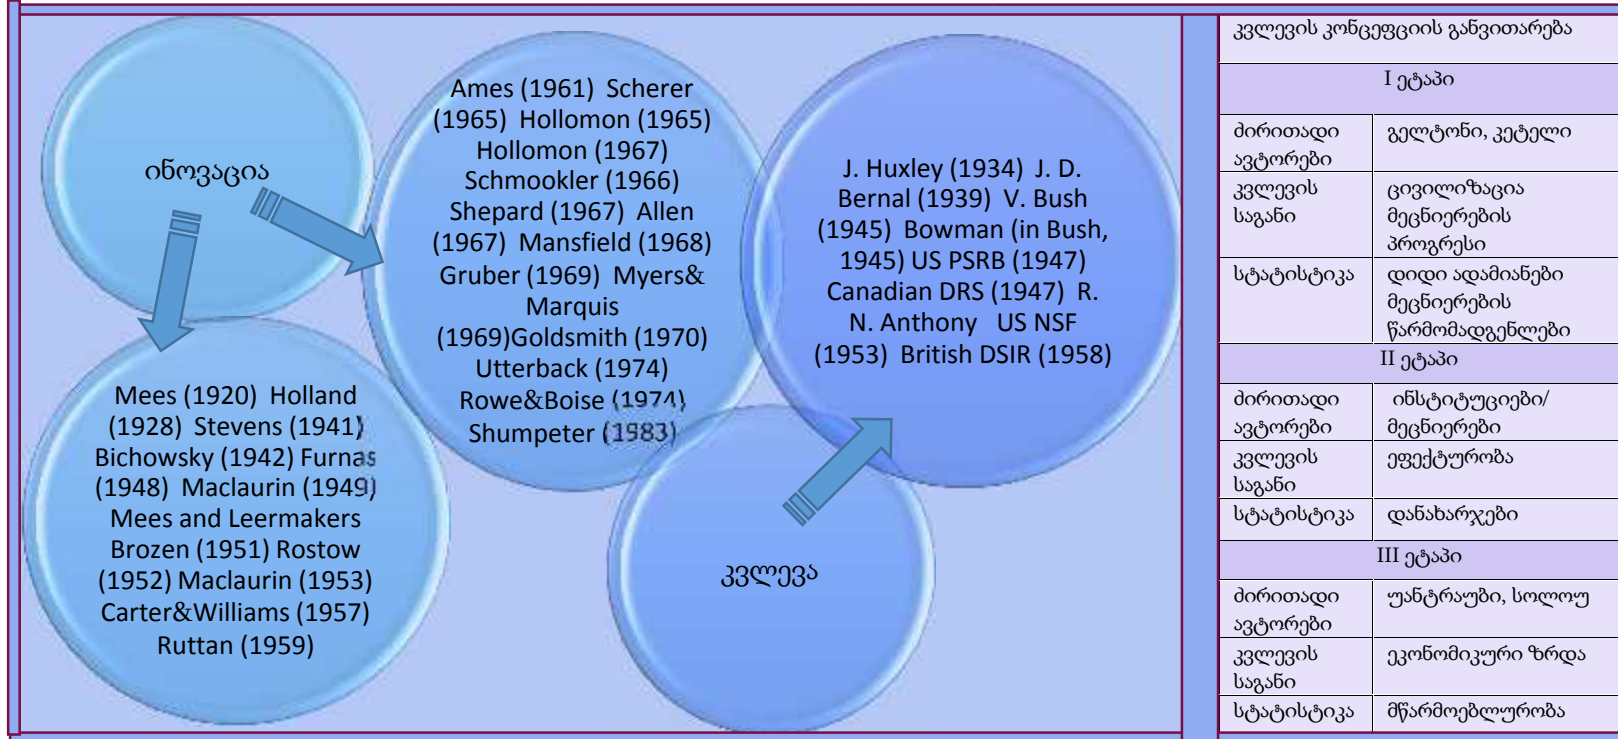 ინოვაცია
Ames (1961) Scherer
(1965) Hollomon (1965)
Hollomon (1967)
Schmookler (1966)
Shepard (1967) Allen
(1967) Mansfield (1968)
Gruber (1969) Myers&
Marquis
(1969)Goldsmith (1970)
Utterback (1974)
Rowe&Boise (1974)
Shumpeter (1983)
J. Huxley (1934) J. D.
Bernal (1939) V. Bush
(1945) Bowman (in Bush,
1945) US PSRB (1947)
Canadian DRS (1947) R.
N. Anthony US NSF
(1953) British DSIR (1958)
Mees (1920) Holland
(1928) Stevens (1941)
Bichowsky (1942) Furnas
(1948) Maclaurin (1949)
Mees and Leermakers
Brozen (1951) Rostow
(1952) Maclaurin (1953)
Carter&Williams (1957)
Ruttan (1959)
კვლევა
კვლევის კონცეფციის განვითარება
I ეტაპი
ძირითადი
ავტორები
გელტონი, კეტელი
კვლევის
საგანი
ცივილიზაცია
მეცნიერების
პროგრესი
სტატისტიკა
დიდი ადამიანები
მეცნიერების
წარმომადგენლები
II ეტაპი
ძირითადი
ავტორები
ინსტიტუციები/
მეცნიერები
კვლევის
საგანი
ეფექტურობა
სტატისტიკა
დანახარჯები
III ეტაპი
ძირითადი
ავტორები
უანტრაუბი, სოლოუ
კვლევის
საგანი
ეკონომიკური ზრდა
სტატისტიკა
მწარმოებლურობა